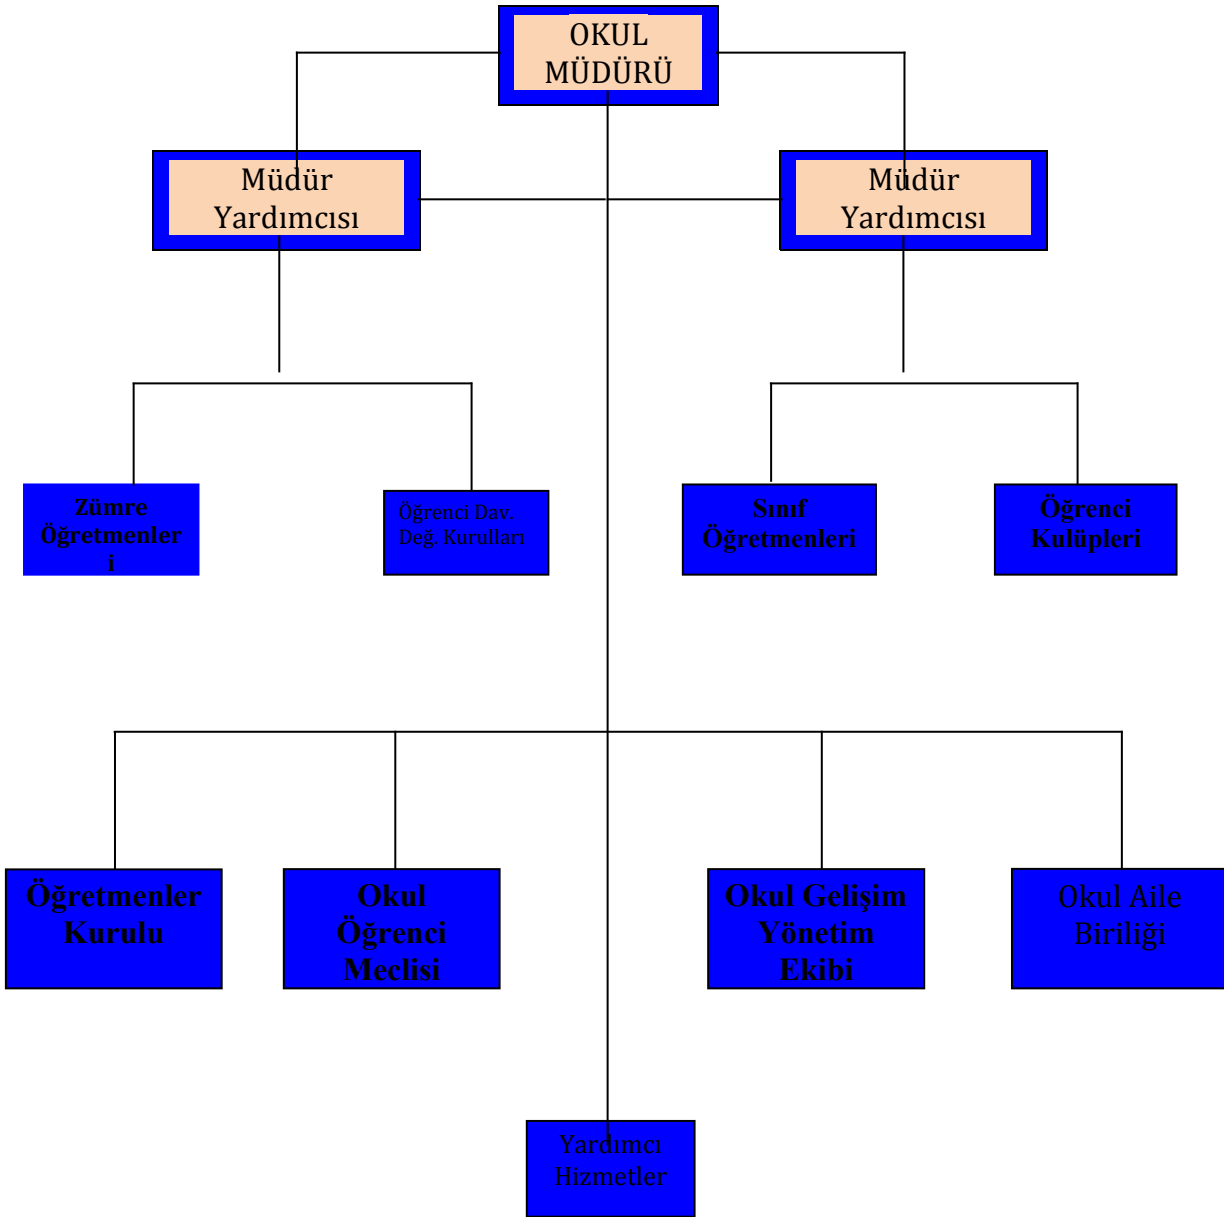 OKUL
MÜDÜRÜ
Müdür
Yardımcısı
Müdür
Yardımcısı
Zümre
Öğretmenler
i
Öğrenci Dav.
Değ. Kurulları
Sınıf
Öğretmenleri
Öğrenci
Kulüpleri
Öğretmenler
Kurulu
Okul
Öğrenci
Meclisi
Okul Gelişim
Yönetim
Ekibi
Okul Aile
Biriliği
Yardımcı
Hizmetler